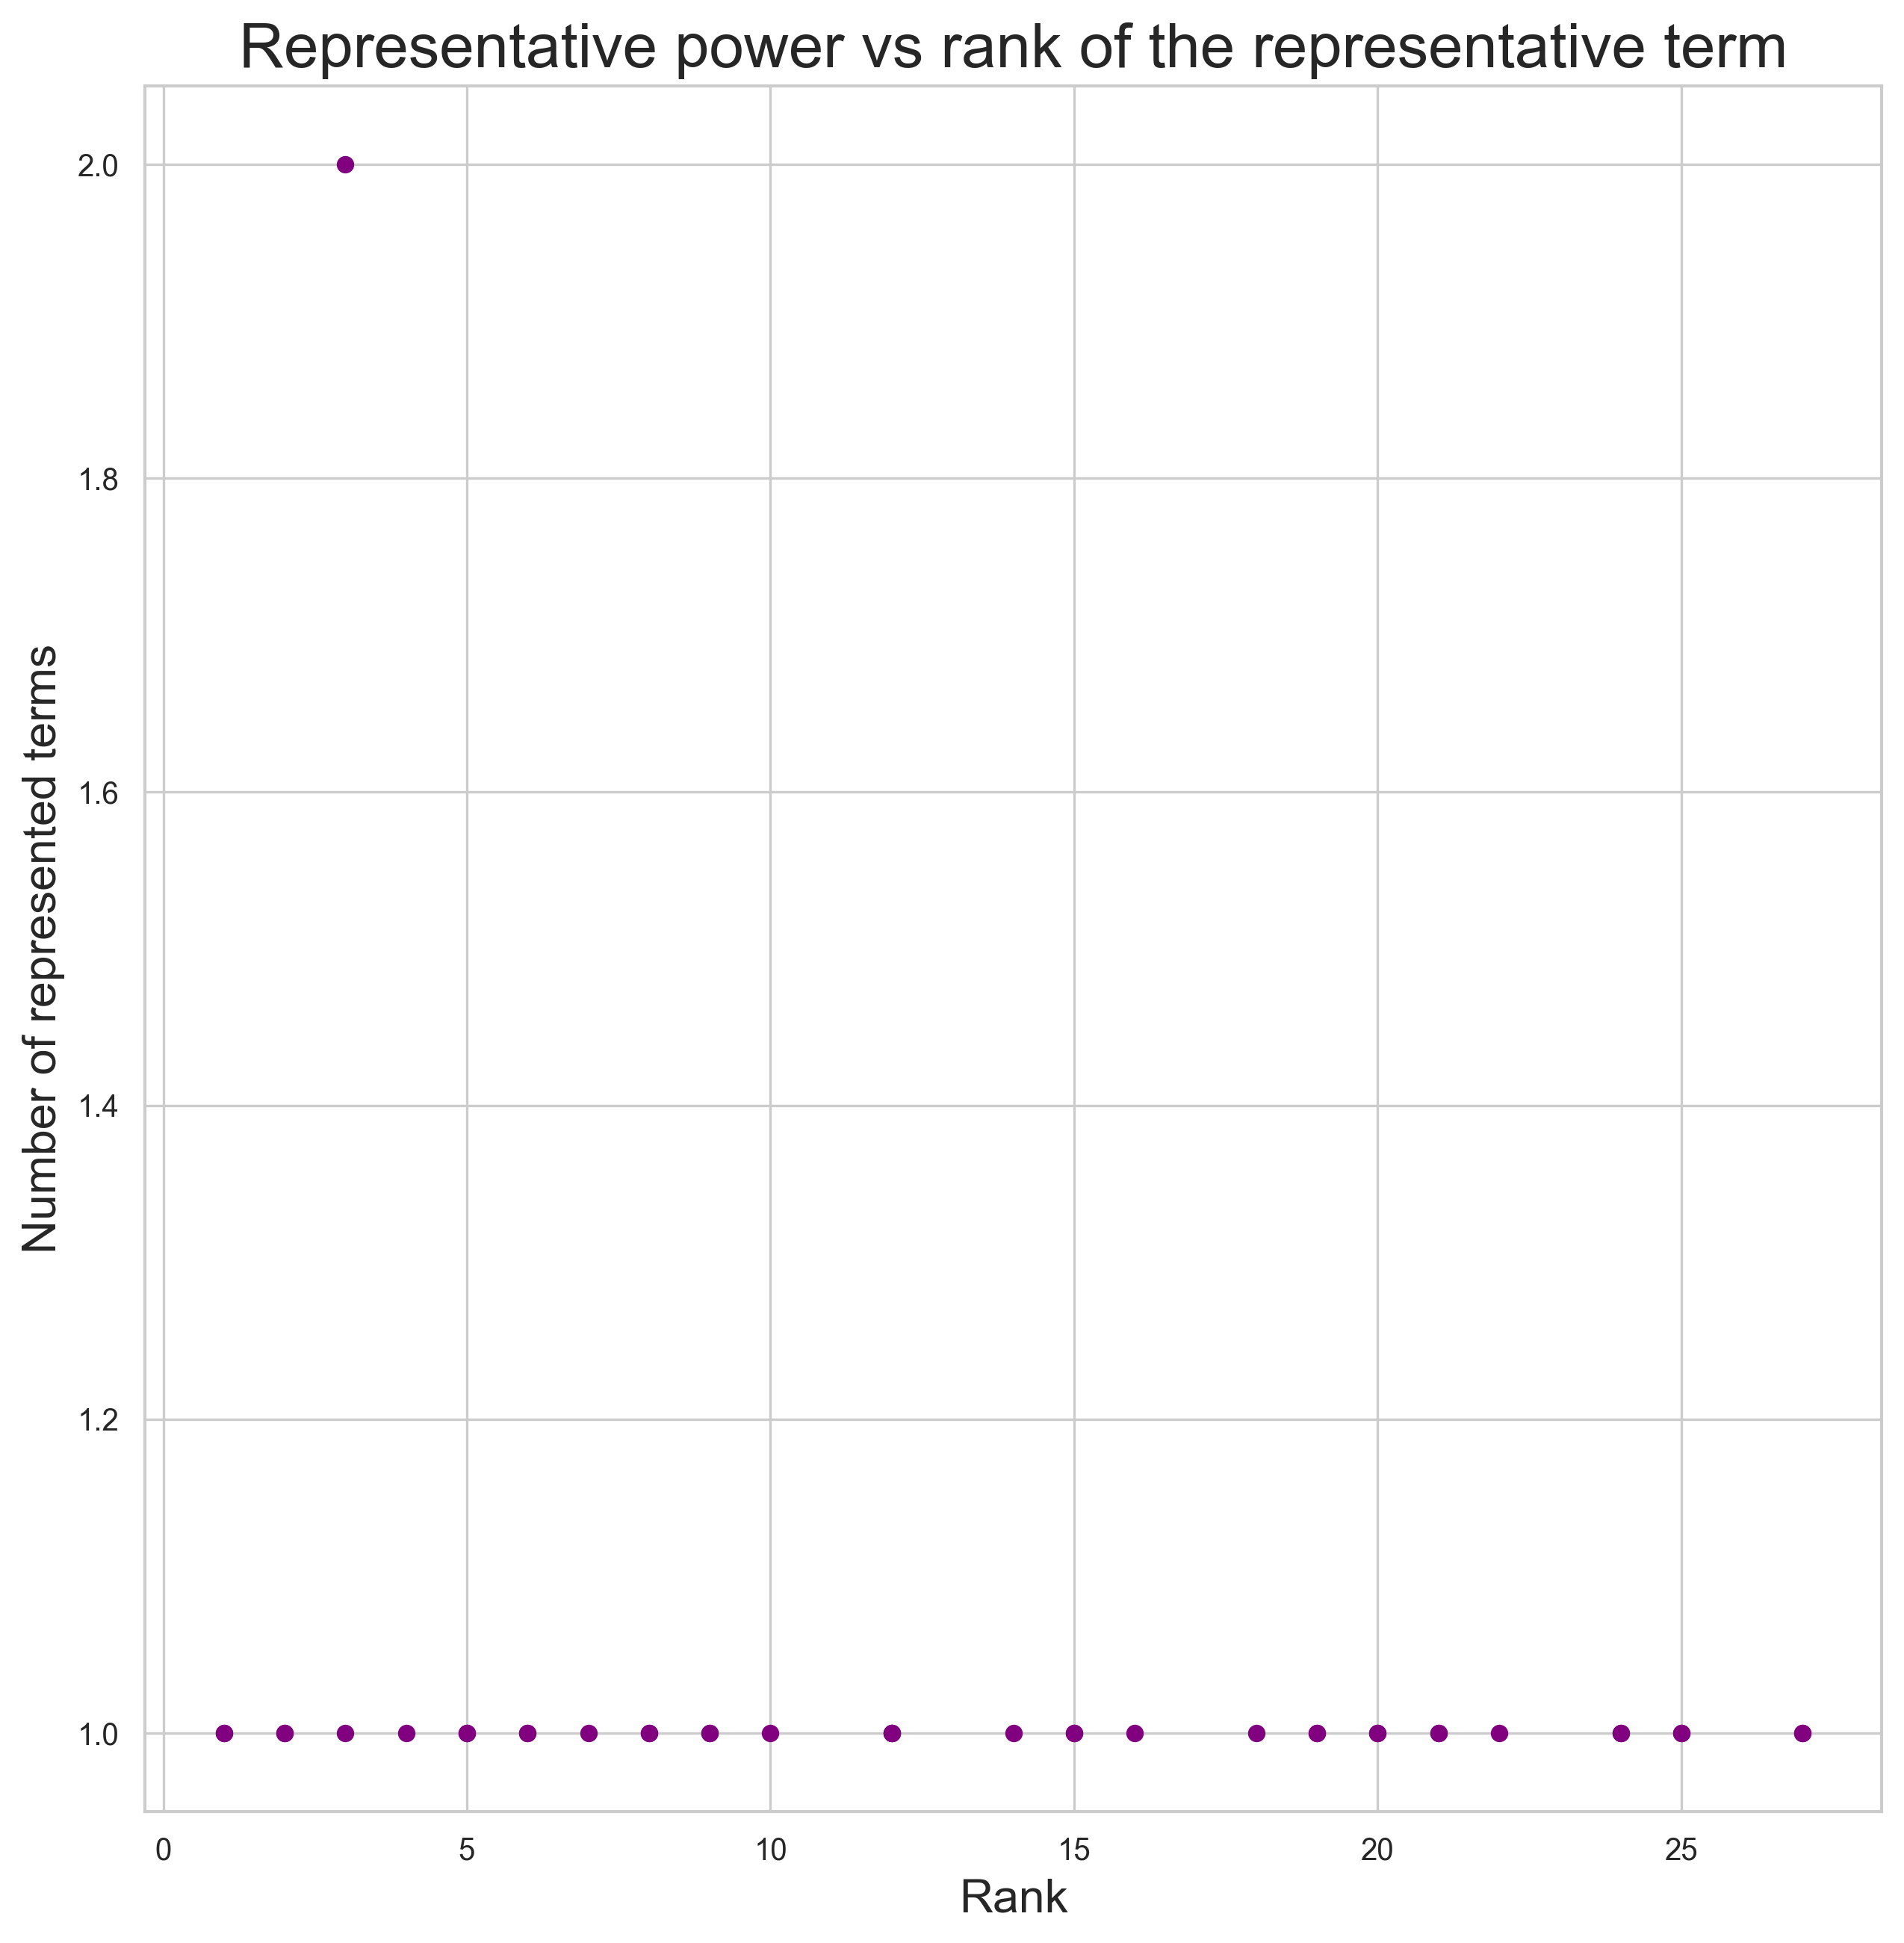 Representative power vs rank of the representative term
Number of represented terms
2.0
1.8
1.6
1.4
1.2
1.0
0 5 10 15 20 25
Rank